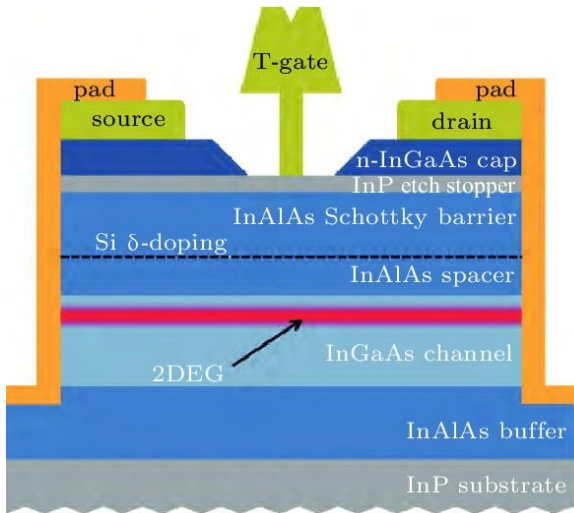 T-gate
pad
pad
source
drain
n-InGaAs cap
InP etch stopper
InAlAs Schottky barrier
Si δ-doping
InAlAs spacer
InGaAs channel
2DEG
InAlAs buffer
InP substrate